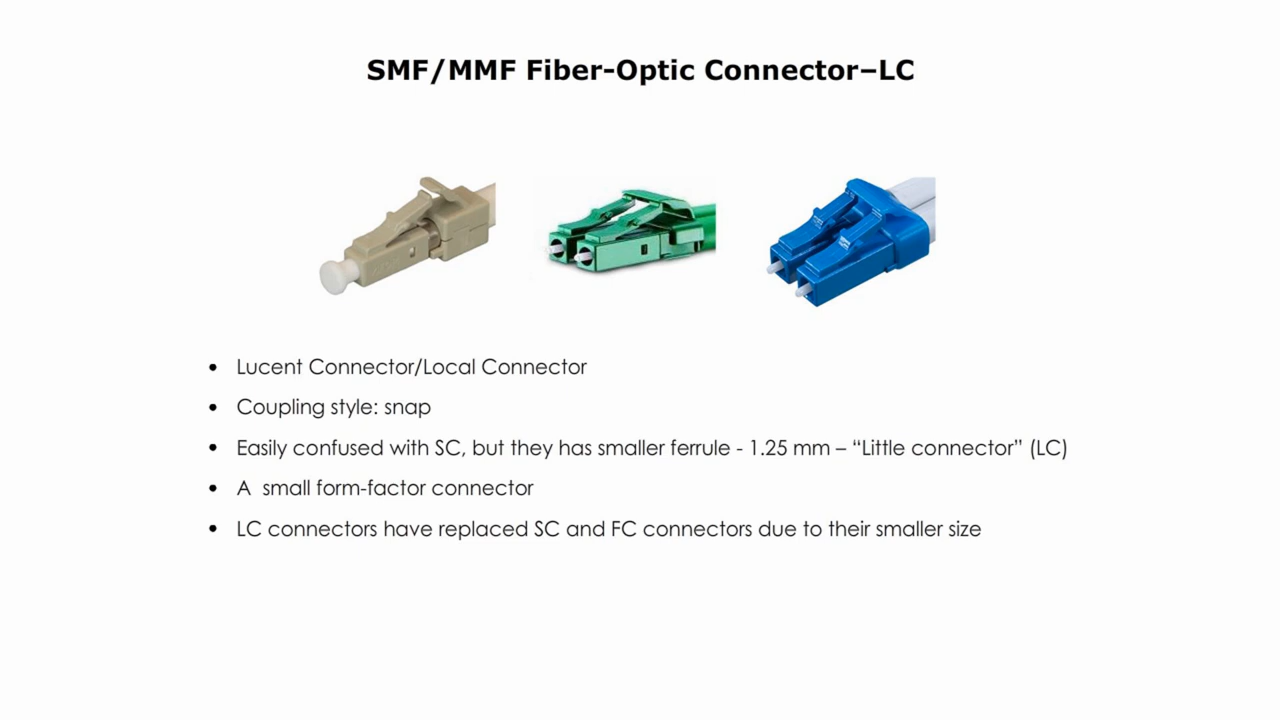 SMF/MMF Fiber-Optic Connector–LC
• Lucent Connector/Local Connector
• Coupling style: snap
• Easily confused with SC, but they has smaller ferrule - 1.25 mm – “Little connector” (LC)
• A  small form-factor connector
• LC connectors have replaced SC and FC connectors due to their smaller size